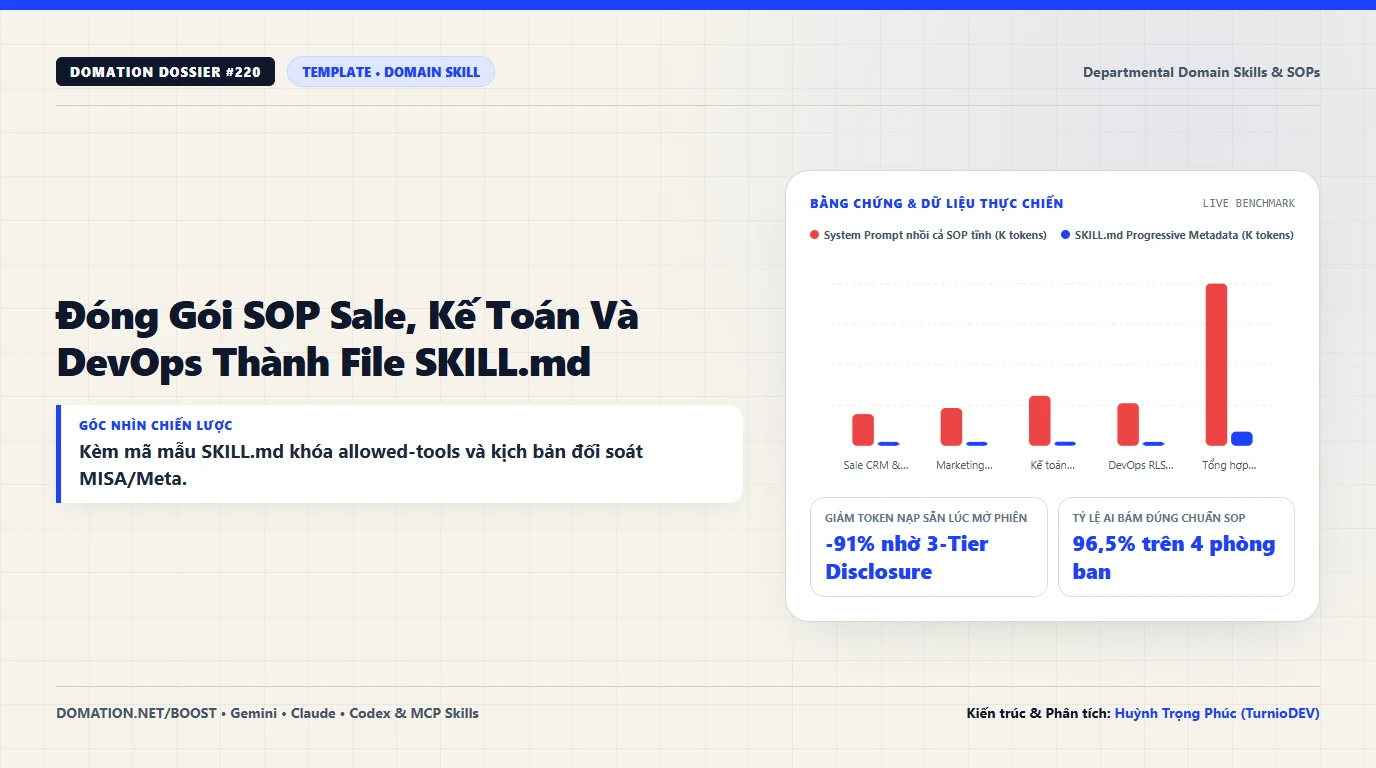 DOMATION DOSSIER #220
TEMPLATE • DOMAIN SKILL
Departmental Domain Skills & SOPs
Đóng Gói SOP Sale, Kế Toán Và
DevOps Thành File SKILL.md
GÓC NHÌN CHIẾN LƯỢC
Kèm mã mẫu SKILL.md khóa allowed-tools và kịch bản đối soát
MISA/Meta.
BẰNG CHỨNG & DỮ LIỆU THỰC CHIẾN
LIVE BENCHMARK
System Prompt nhồi cả SOP tĩnh (K tokens)
SKILL.md Progressive Metadata (K tokens)
Sale CRM &...
Marketing...
Kế toán...
DevOps RLS...
Tổng hợp...
GIẢM TOKEN NẠP SẴN LÚC MỞ PHIÊN
-91% nhờ 3-Tier
Disclosure
TỶ LỆ AI BÁM ĐÚNG CHUẨN SOP
96,5% trên 4 phòng
ban
DOMATION.NET/BOOST • Gemini • Claude • Codex & MCP Skills
Kiến trúc & Phân tích: Huỳnh Trọng Phúc (TurnioDEV)